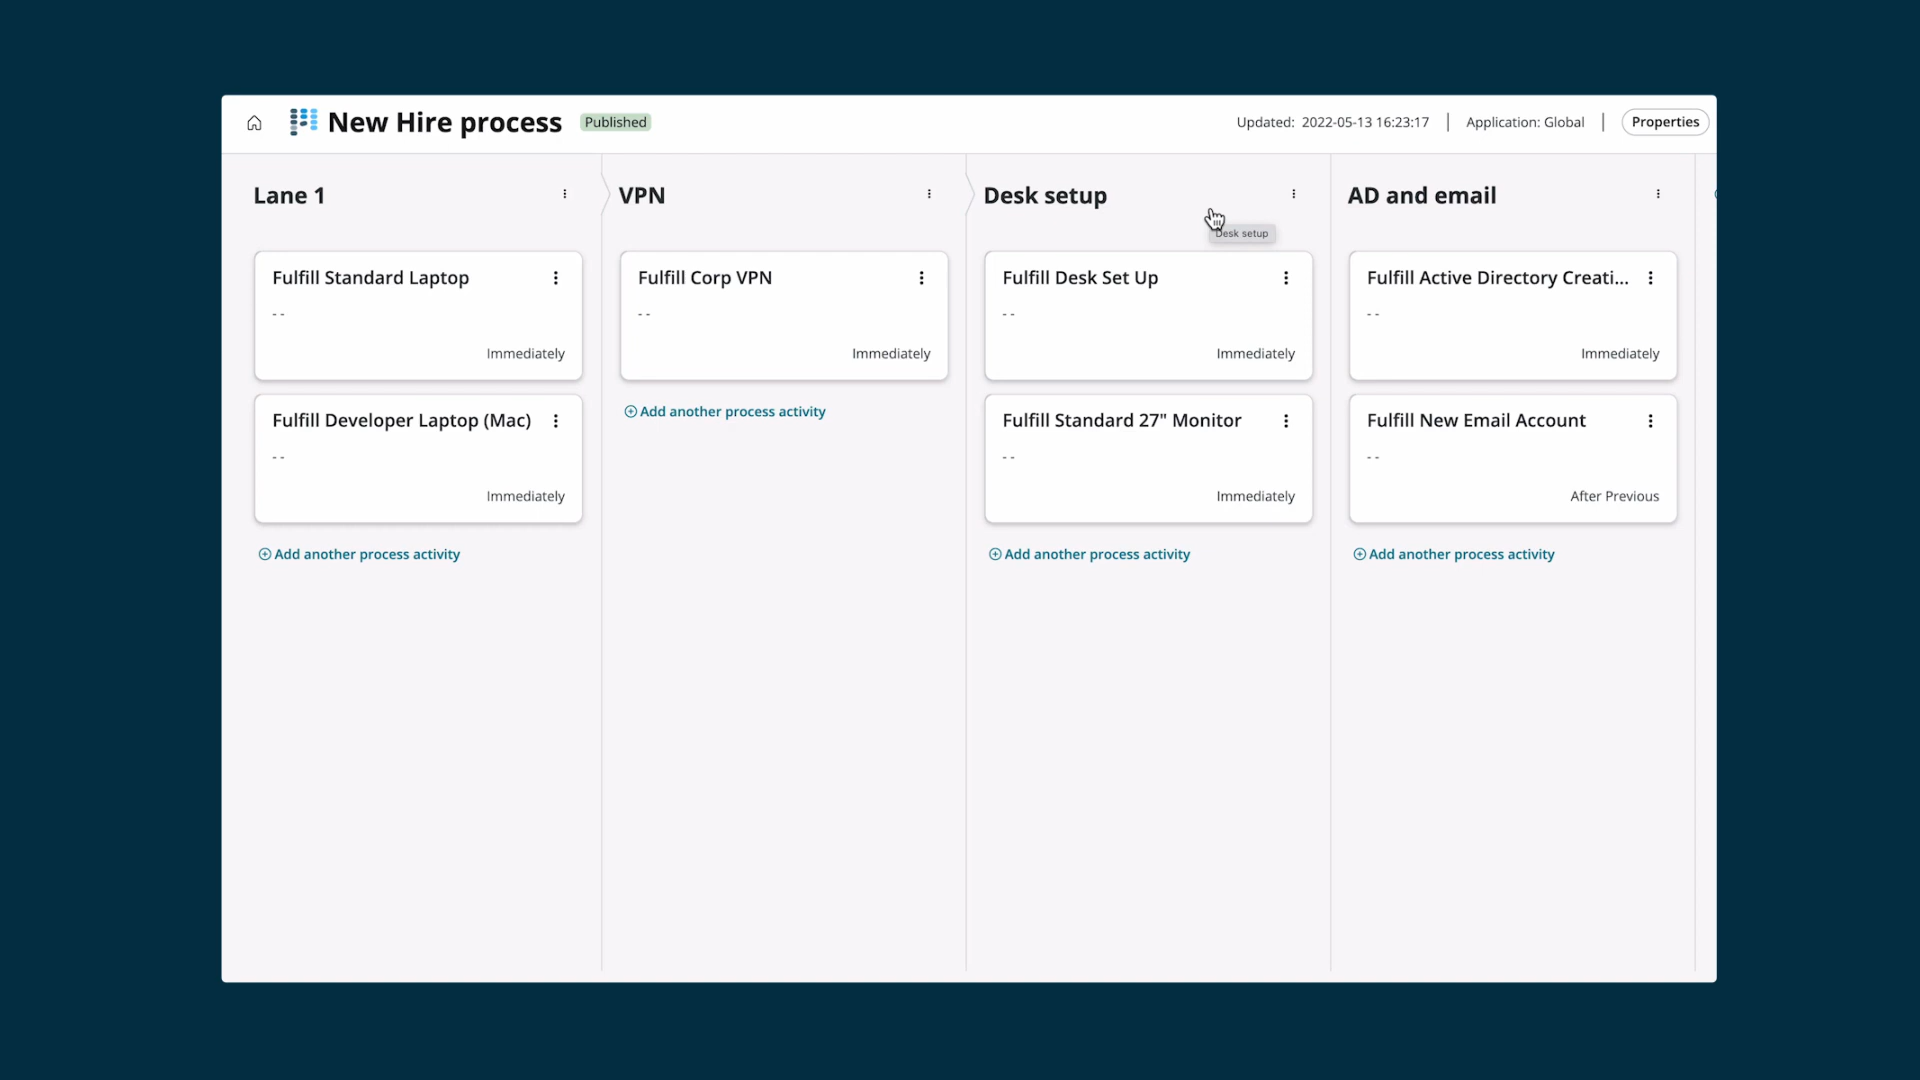 New Hire process
Published
Updated: 2022-05-13 16:23:17
Application: Global
Properties
Lane 1
VPN
Desk setup
AD and email
Desk setup
Fulfill Standard Laptop
--
Immediately
Fulfill Developer Laptop (Mac)
--
Immediately
Add another process activity
Fulfill Corp VPN
--
Immediately
Add another process activity
Fulfill Desk Set Up
--
Immediately
Fulfill Standard 27" Monitor
--
Immediately
Add another process activity
Fulfill Active Directory Creati...
--
Immediately
Fulfill New Email Account
--
After Previous
Add another process activity